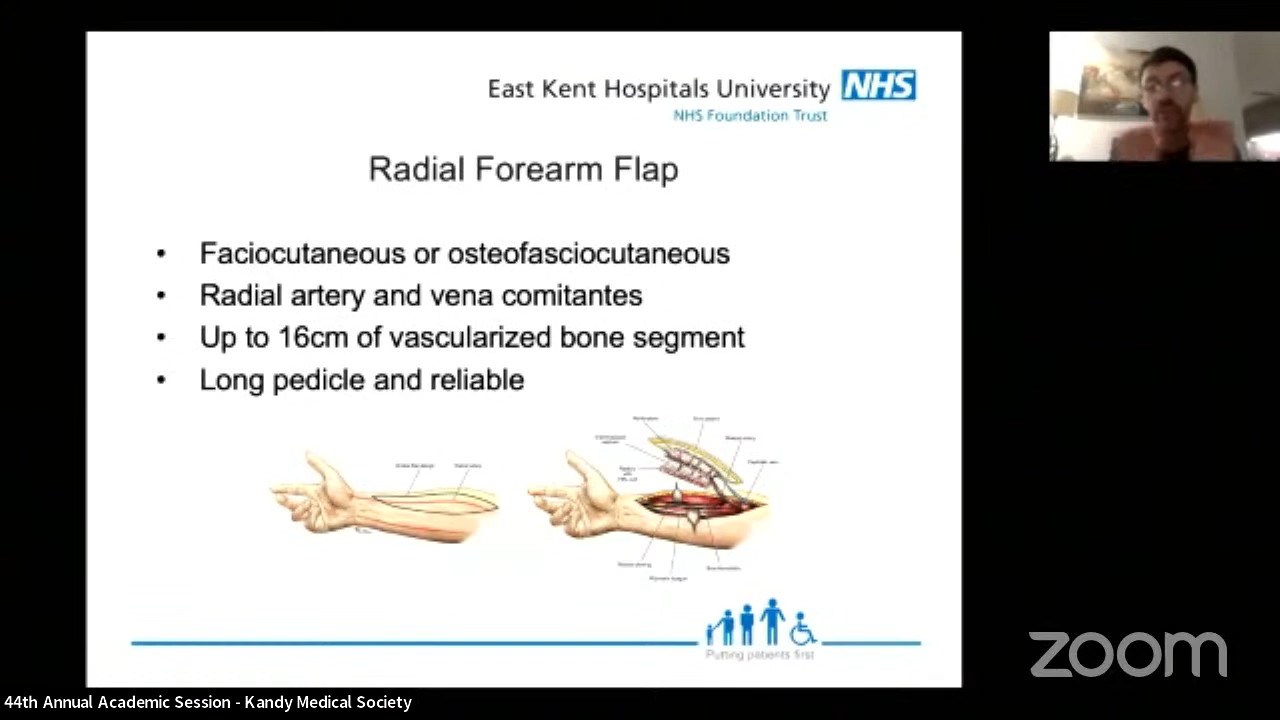 East Kent Hospitals University NHS
NHS Foundation Trust
Radial Forearm Flap
• Faciocutaneous or osteofasciocutaneous
• Radial artery and vena comitantes
• Up to 16cm of vascularized bone segment
• Long pedicle and reliable
Putting patients first
zoom
44th Annual Academic Session - Kandy Medical Society